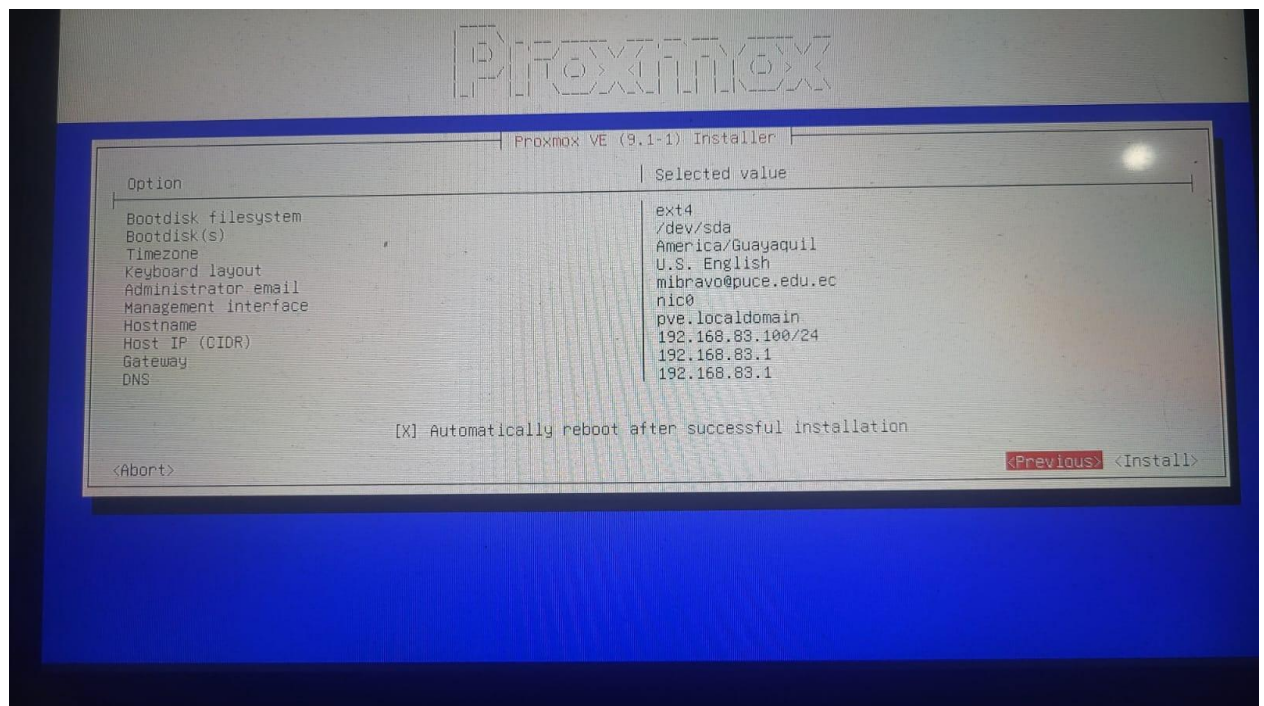 Proxmox
Proxmox VE (9.1-1) Installer
Option | Selected value
Bootdisk filesystem ext4
Bootdisk(s) /dev/sda
Timezone America/Guayaquil
Keyboard layout U.S. English
Administrator email mibravo@puce.edu.ec
Management interface nic0
Hostname pve.localdomain
Host IP (CIDR) 192.168.83.100/24
Gateway 192.168.83.1
DNS 192.168.83.1
[X] Automatically reboot after successful installation
<Abort> <Previous> <Install>